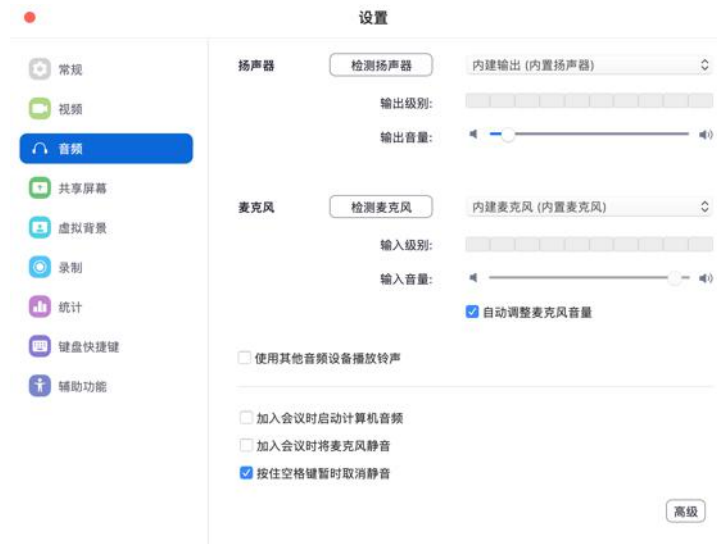 设置
常规
视频
音频
共享屏幕
虚拟背景
录制
统计
键盘快捷键
辅助功能
扬声器 检测扬声器 内建输出 (内置扬声器)
输出级别:
输出音量:
麦克风 检测麦克风 内建麦克风 (内置麦克风)
输入级别:
输入音量:
自动调整麦克风音量
使用其他音频设备播放铃声
加入会议时启动计算机音频
加入会议时将麦克风静音
按住空格键暂时取消静音
高级